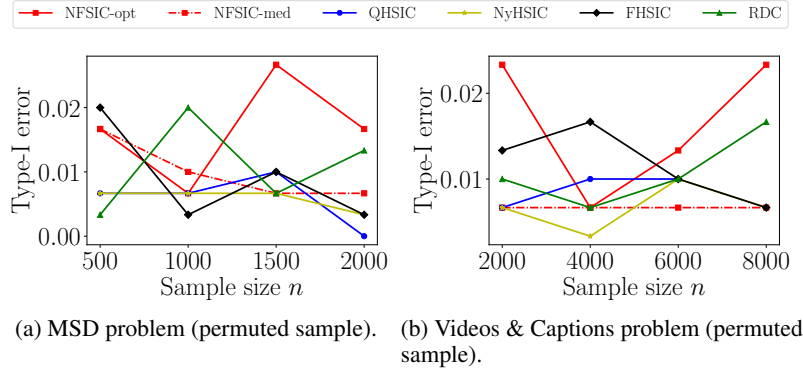 NFSIC-opt NFSIC-med QHSIC NyHSIC FHSIC RDC
Type-I error
0.02
0.01
0.00
500 1000 1500 2000
Sample size n
Type-I error
0.02
0.01
2000 4000 6000 8000
Sample size n
(a) MSD problem (permuted sample).
(b) Videos & Captions problem (permuted
sample).